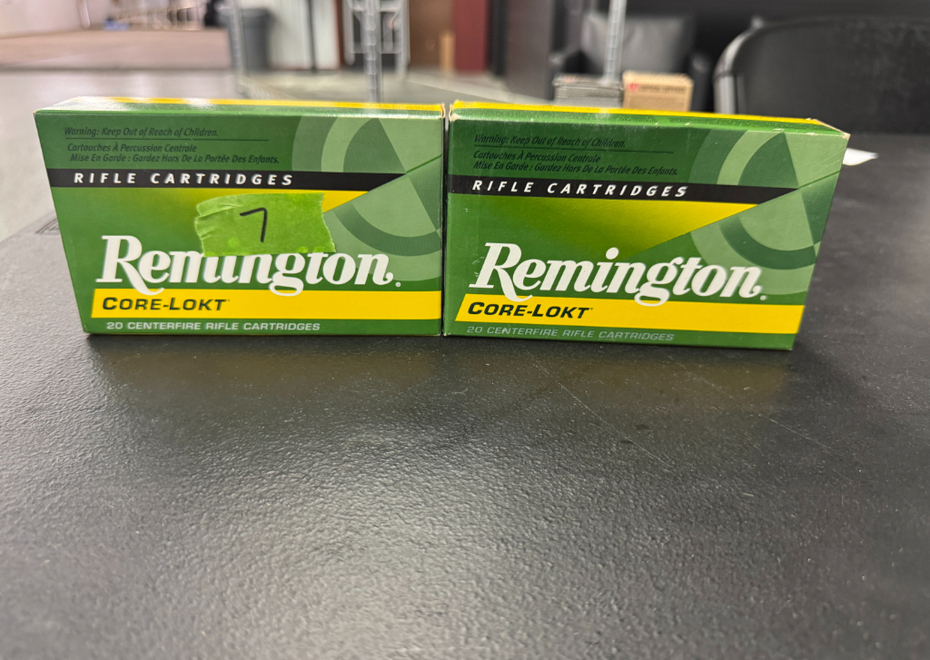 Warning: Keep Out of Reach of Children.
Cartouches À Percussion Centrale
Mise En Garde : Gardez Hors De La Portée Des Enfants.
RIFLE CARTRIDGES
7
Remington.
CORE-LOKT
20 CENTERFIRE RIFLE CARTRIDGES
Warning: Keep Out of Reach of Children.
Cartouches À Percussion Centrale
Mise En Garde : Gardez Hors De La Portée Des Enfants.
RIFLE CARTRIDGES
Remington.
CORE-LOKT
20 CENTERFIRE RIFLE CARTRIDGES